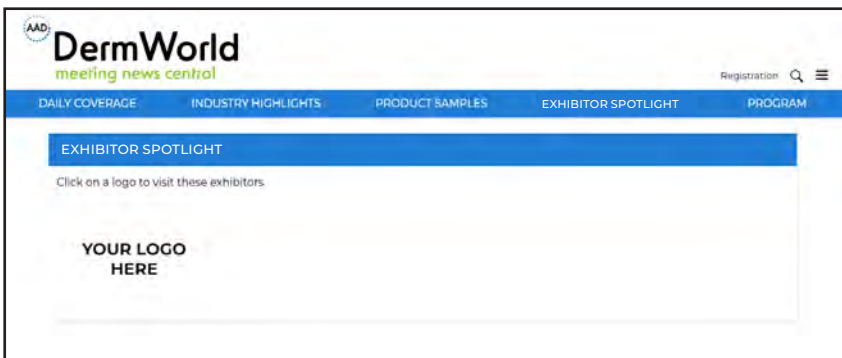 AAD
DermWorld
meeting news central
Registration
DAILY COVERAGE INDUSTRY HIGHLIGHTS PRODUCT SAMPLES EXHIBITOR SPOTLIGHT PROGRAM
EXHIBITOR SPOTLIGHT
Click on a logo to visit these exhibitors
YOUR LOGO
HERE